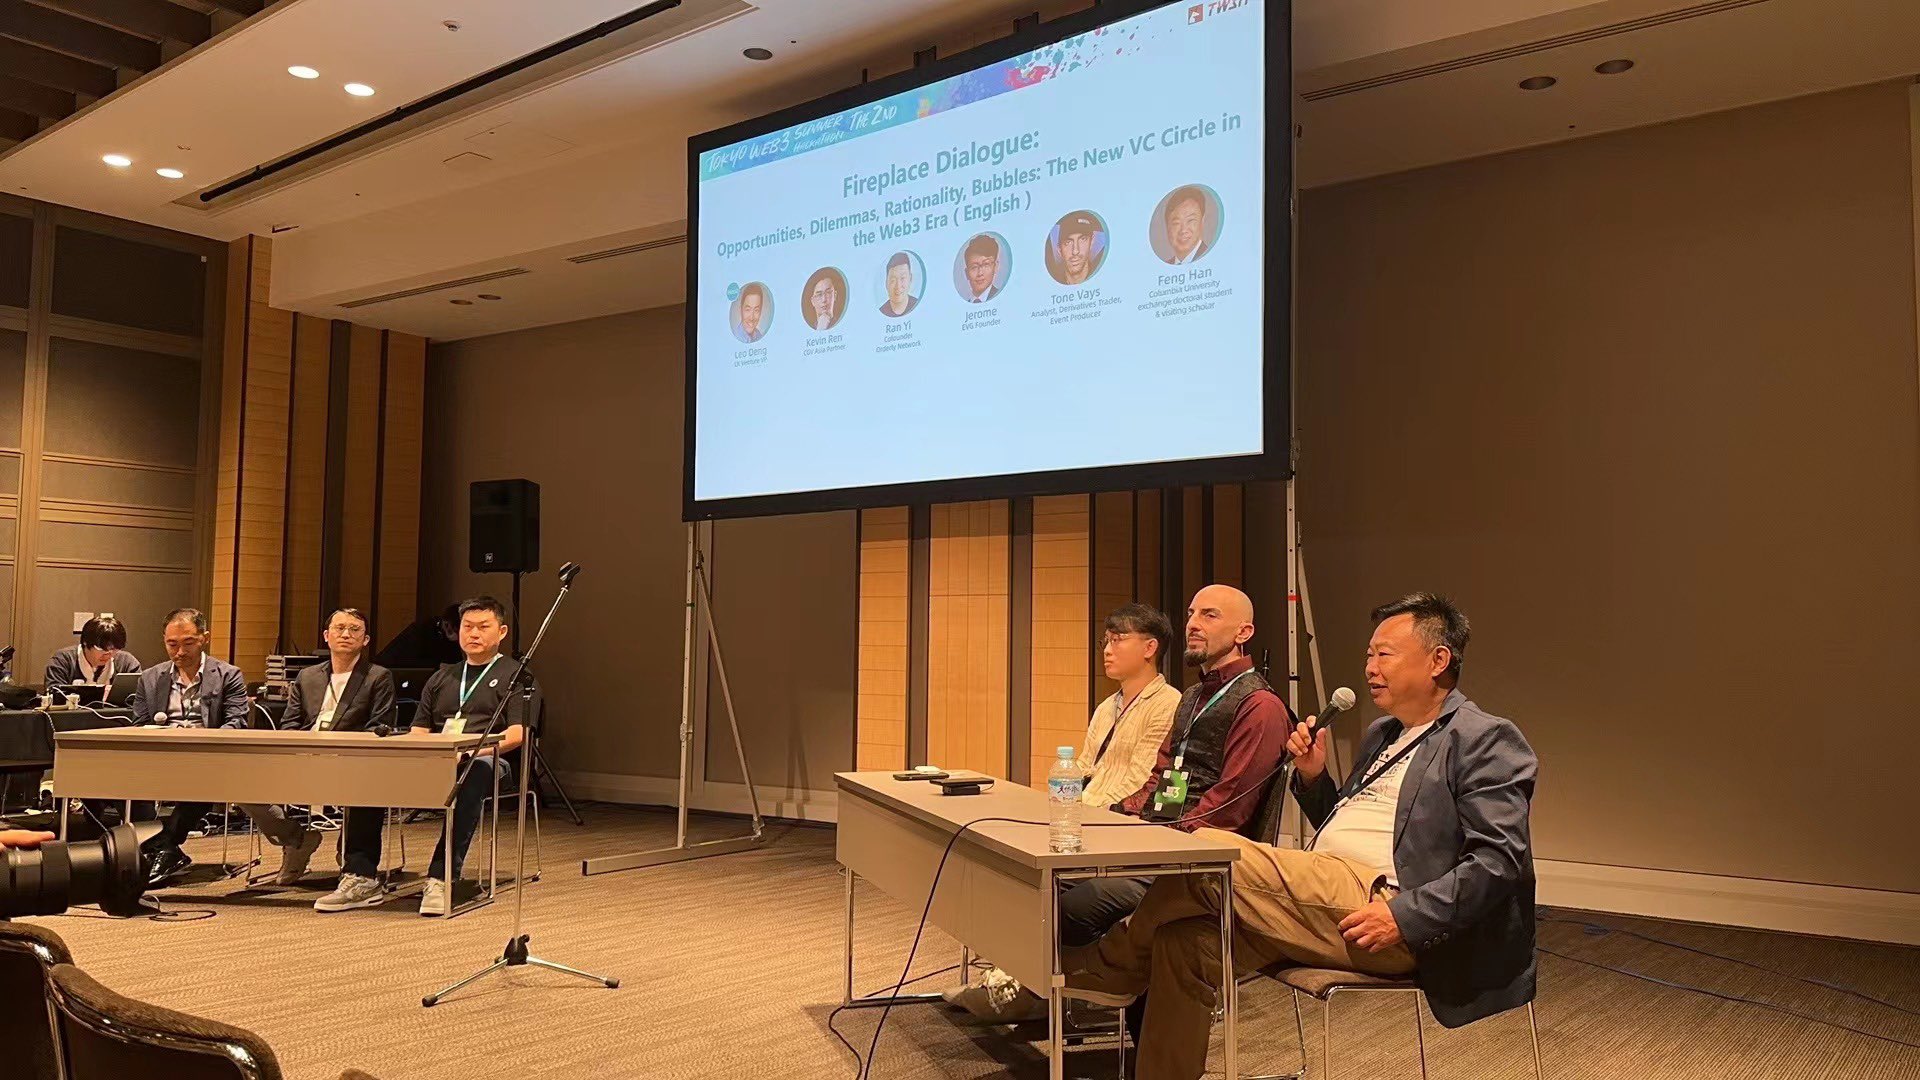 TWSH
TOKYO WEB3 SUMMER HACKATHON THE 2ND
Fireplace Dialogue:
Opportunities, Dilemmas, Rationality, Bubbles: The New VC Circle in
the Web3 Era ( English )
Leo Deng
Kevin Ren
CGV Asia Partner
Ran Yi
Cofounder
Orderly Network
Jerome
EVG Founder
Tone Vays
Analyst, Derivatives Trader,
Event Producer
Feng Han
Columbia University
exchange doctoral student
& visiting scholar